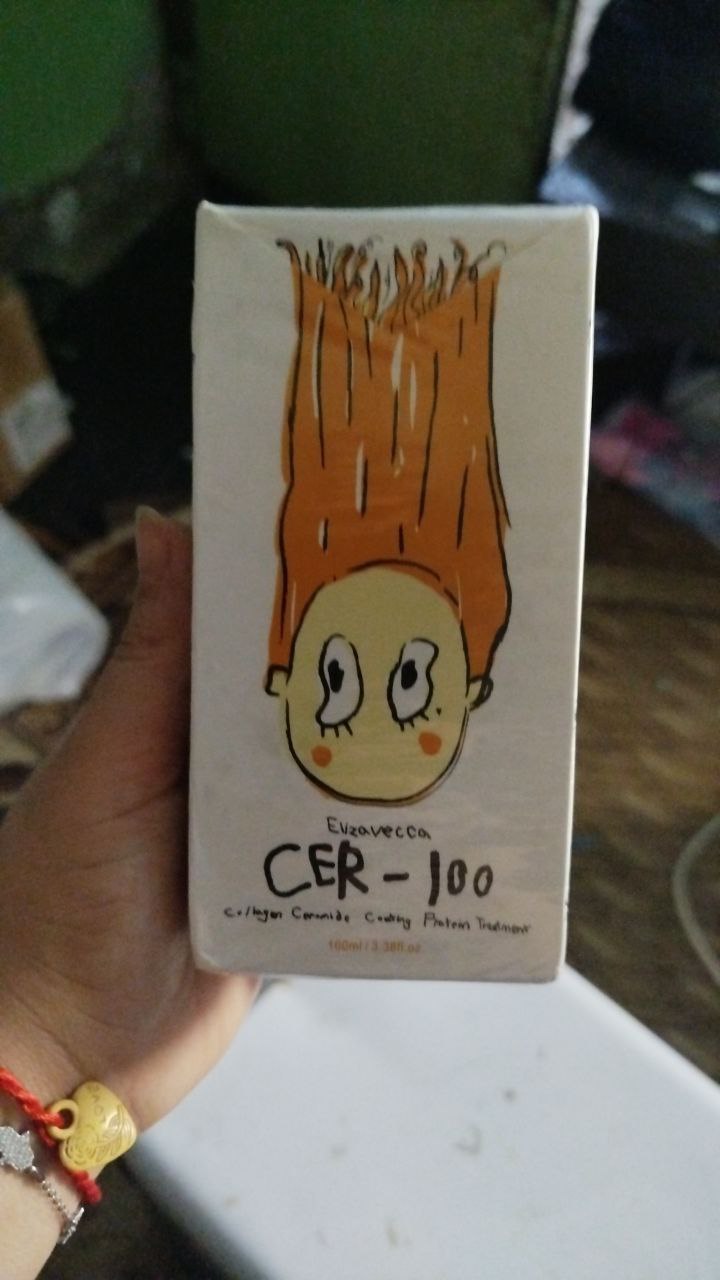 Elizavecca
CER-100
Collagen Ceramide Coating Protein Treatment
100ml / 3.38fl.oz